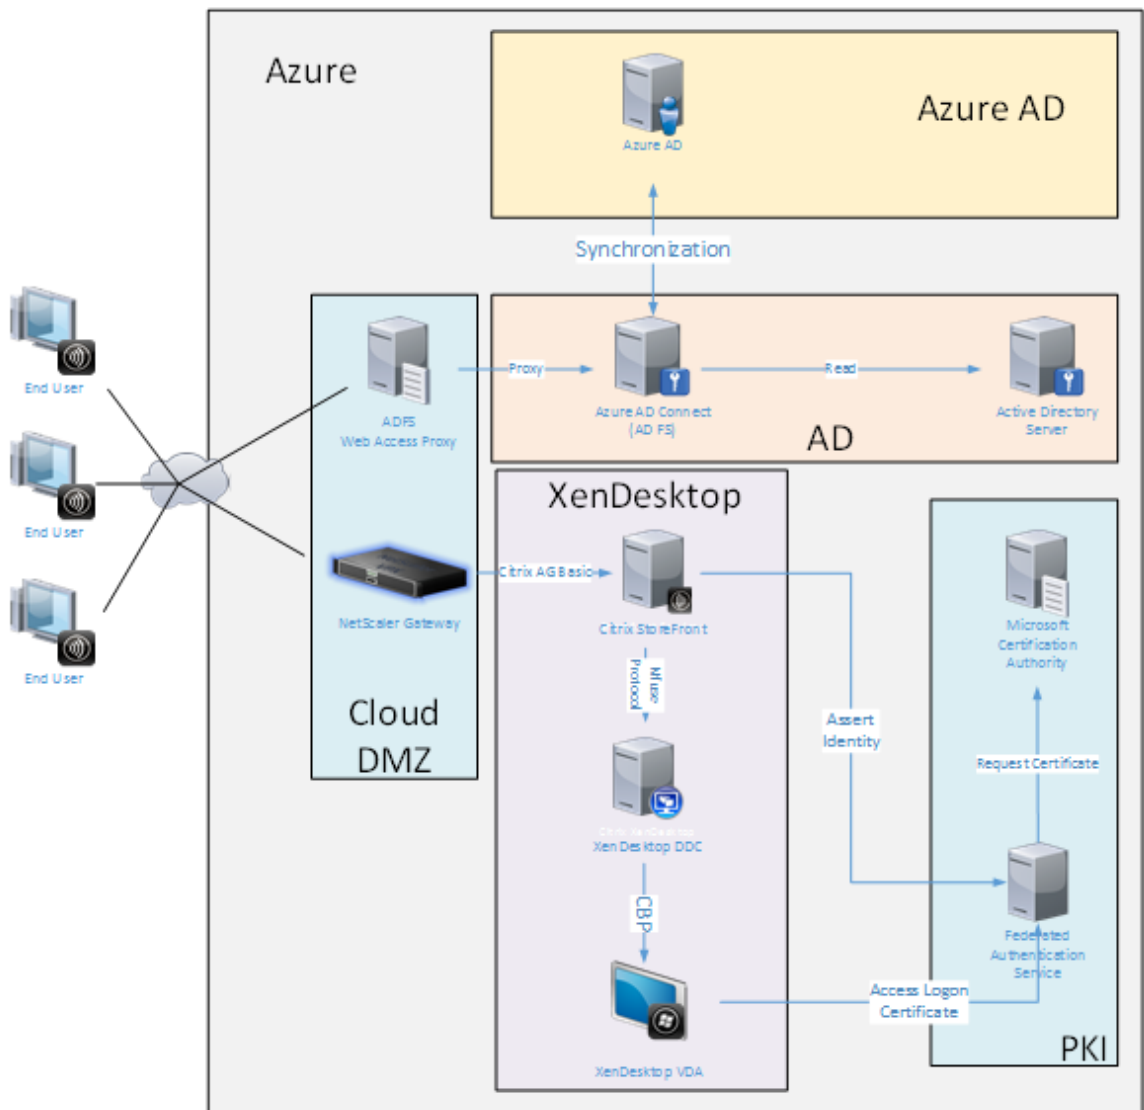 Azure
Azure AD
Azure AD
Synchronization
End User
End User
End User
ADFS
Web Access Proxy
Proxy
Azure AD Connect
(AD FS)
Read
Active Directory
Server
AD
XenDesktop
NetScaler Gateway
Cloud
DMZ
Citrix AG Basic
Citrix StoreFront
Nfuse
Protocol
Citrix XenDesktop
XenDesktop DDC
CBP
XenDesktop VDA
Assert
Identity
Microsoft
Certification
Authority
Request Certificate
Federated
Authentication
Service
Access Logon
Certificate
PKI